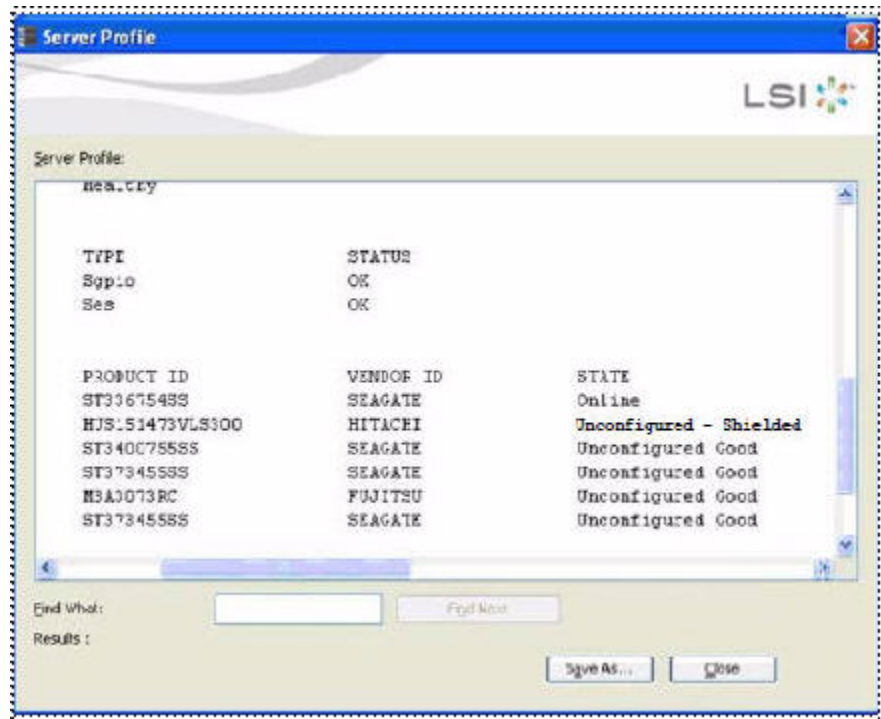 Server Profile
LSI
Server Profile:
Healthy
TYPE STATUS
Sgpio OK
Ses OK
PRODUCT ID VENDOR ID STATE
ST336754SS SEAGATE Online
HUS151473VLS300 HITACHI Unconfigured - Shielded
ST3400755SS SEAGATE Unconfigured Good
ST373455SS SEAGATE Unconfigured Good
MBA3073RC FUJITSU Unconfigured Good
ST373455SS SEAGATE Unconfigured Good
Find What: Find Next
Results :
Save As... Close